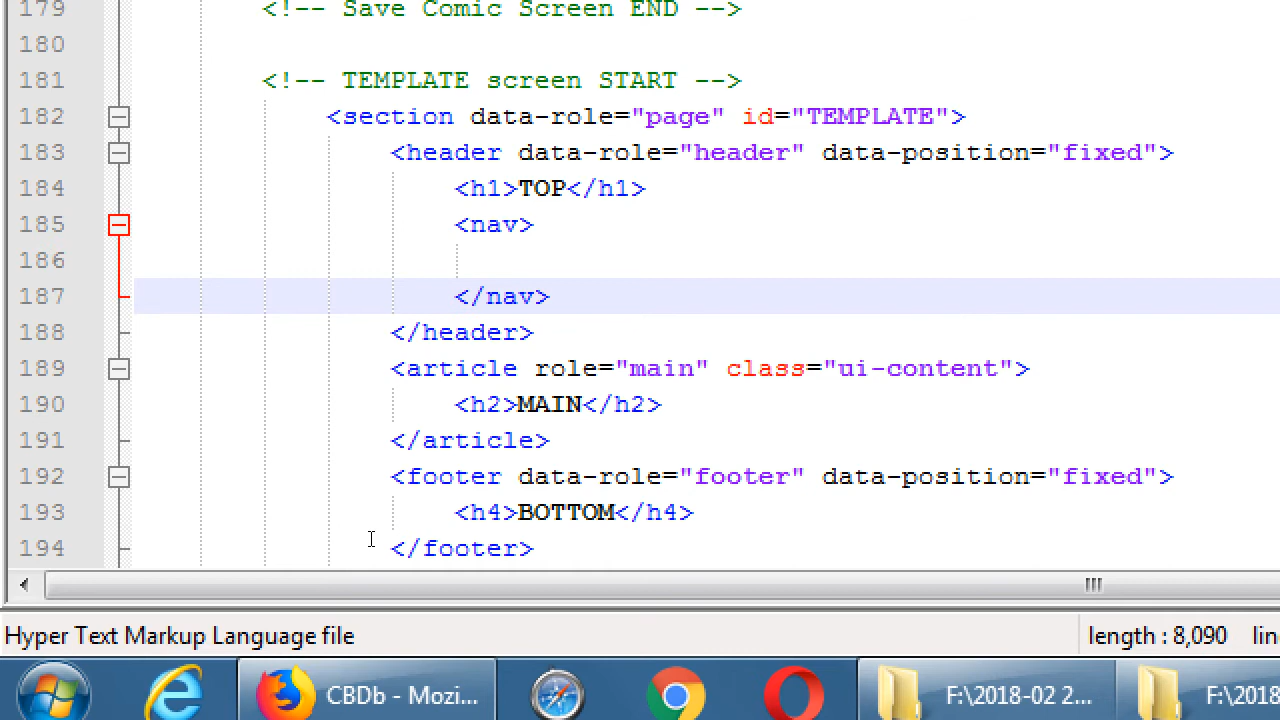 179 <!-- Save Comic Screen END -->
180
181 <!-- TEMPLATE screen START -->
182 <section data-role="page" id="TEMPLATE">
183 <header data-role="header" data-position="fixed">
184 <h1>TOP</h1>
185 <nav>
186
187 </nav>
188 </header>
189 <article role="main" class="ui-content">
190 <h2>MAIN</h2>
191 </article>
192 <footer data-role="footer" data-position="fixed">
193 <h4>BOTTOM</h4>
194 </footer>
Hyper Text Markup Language file length : 8,090 lin
CBDb - Mozi... F:\2018-02 2... F:\2018